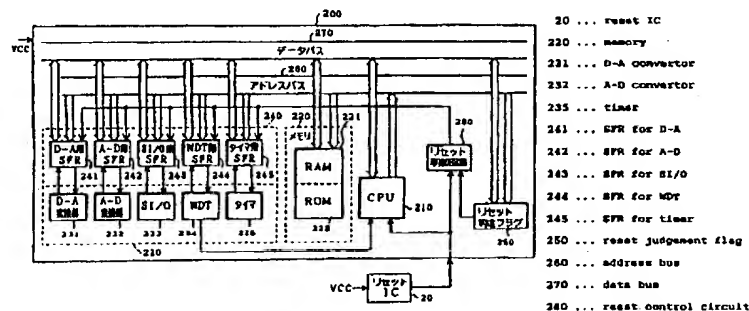 200
270
VCC
データバス
260
アドレスバス
240
220
メモリ
221
280
D-A用
SFR
A-D用
SFR
SI/O用
SFR
WDT用
SFR
タイマ用
SFR
241
242
243
244
245
RAM
ROM
CPU
210
リセット
D-A
変換器
A-D
変換器
SI/O
WDT
タイマ
リセット
フラグ
250
231
232
233
234
VCC
リセット
IC
20
20 ... reset IC
220 ... memory
231 ... D-A convertor
232 ... A-D convertor
235 ... timer
241 ... SFR for D-A
242 ... SFR for A-D
243 ... SFR for SI/O
244 ... SFR for WDT
245 ... SFR for timer
250 ... reset judgement flag
260 ... address bus
270 ... data bus
280 ... reset control circuit